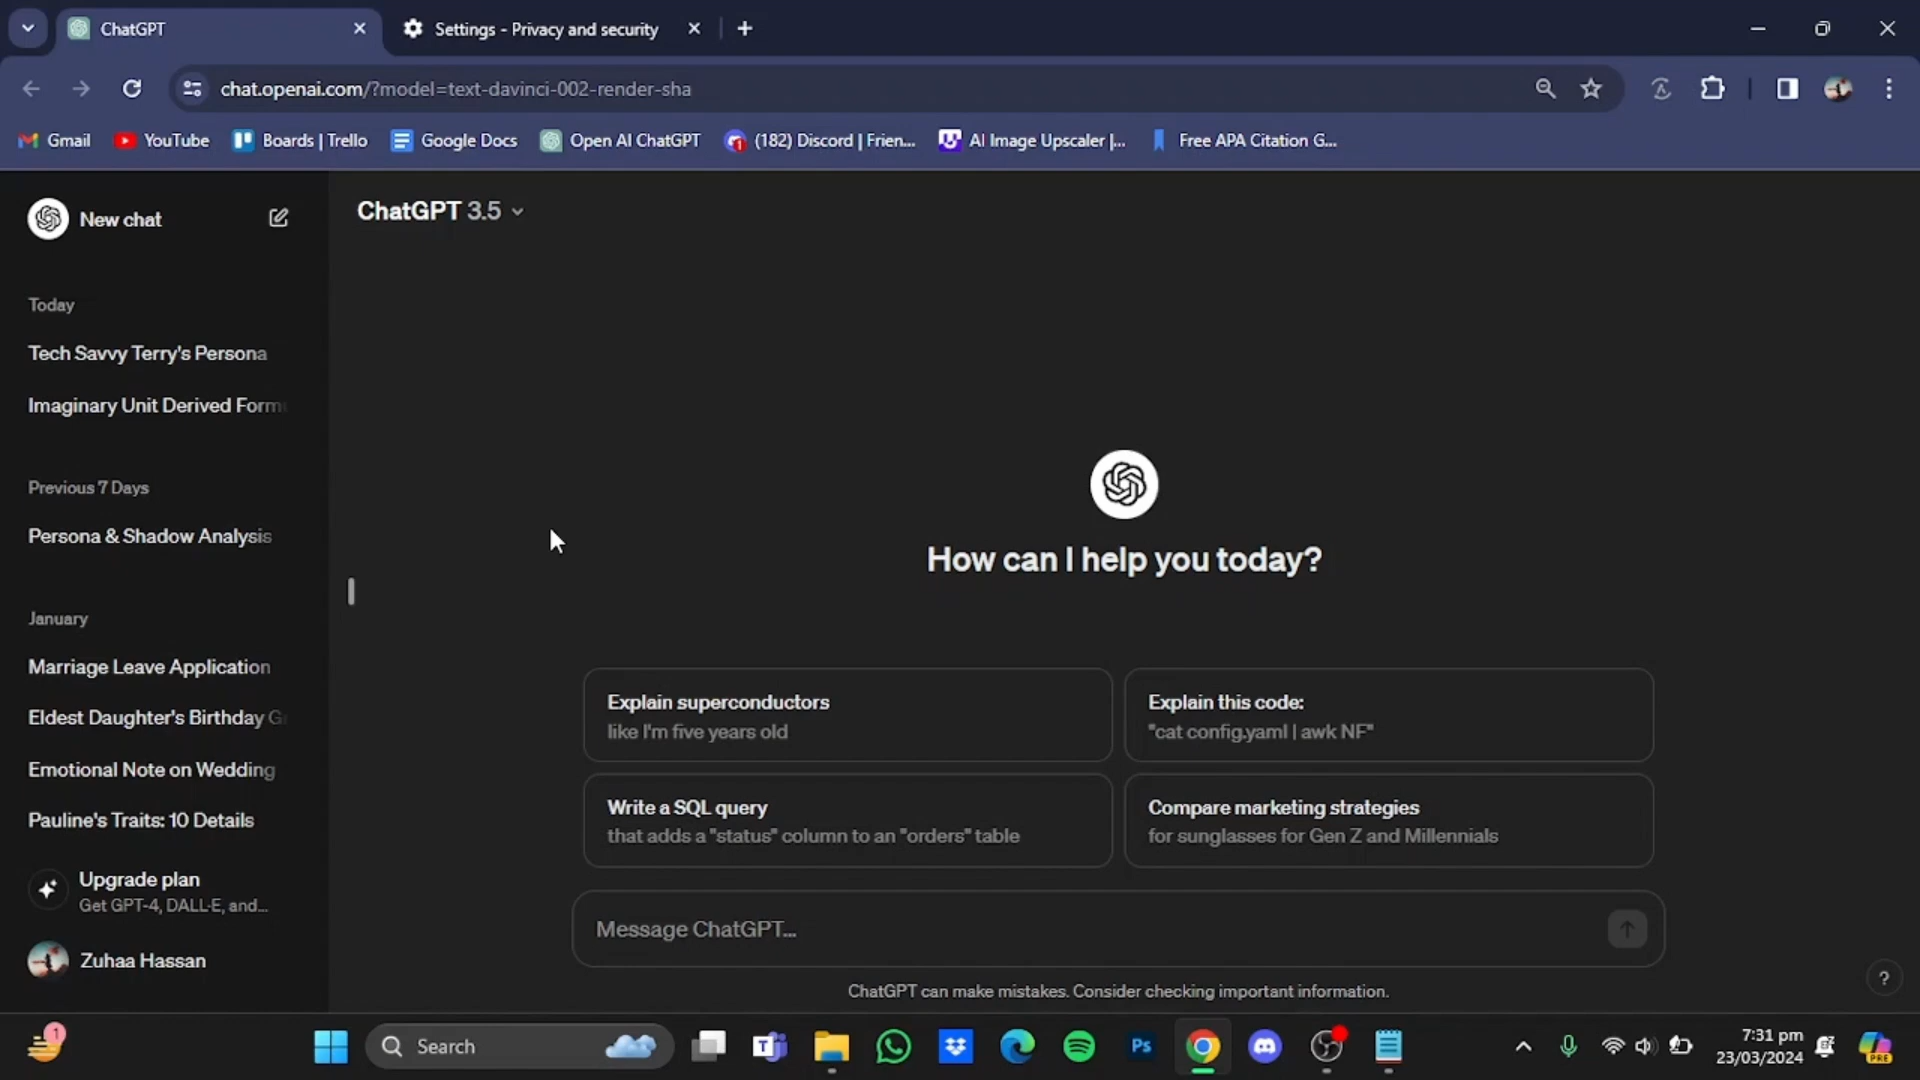 ChatGPT
Settings - Privacy and security
chat.openai.com/?model=text-davinci-002-render-sha
Gmail
YouTube
Boards | Trello
Google Docs
Open AI ChatGPT
(182) Discord | Frien...
AI Image Upscaler |...
Free APA Citation G...
New chat
ChatGPT 3.5
Today
Tech Savvy Terry's Persona
Imaginary Unit Derived Form
Previous 7 Days
Persona & Shadow Analysis
January
Marriage Leave Application
Eldest Daughter's Birthday G
Emotional Note on Wedding
Pauline's Traits: 10 Details
Upgrade plan
Get GPT-4, DALL·E, and...
Zuhaa Hassan
How can I help you today?
Explain superconductors
like I'm five years old
Explain this code:
"cat config.yaml | awk NF"
Write a SQL query
that adds a "status" column to an "orders" table
Compare marketing strategies
for sunglasses for Gen Z and Millennials
Message ChatGPT...
ChatGPT can make mistakes. Consider checking important information.
?
1
Search
Ps
PRE
7:31 pm
23/03/2024